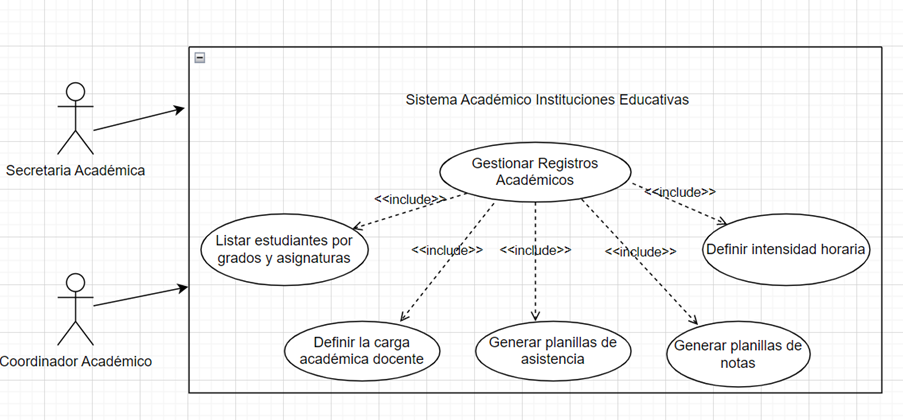 Sistema Académico Instituciones Educativas
Secretaria Académica
Gestionar Registros
Académicos
<<include>>
<<include>>
<<include>>
<<include>>
<<include>>
Listar estudiantes por
grados y asignaturas
Definir intensidad horaria
Coordinador Académico
Definir la carga
académica docente
Generar planillas de
asistencia
Generar planillas de
notas